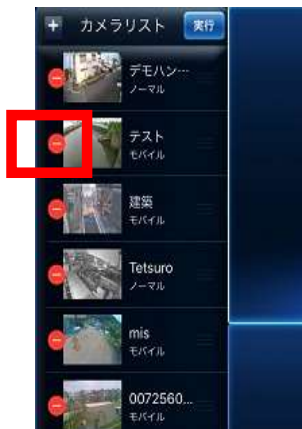 + カメラリスト 実行
デモハン…
ノーマル
テスト
モバイル
建築
モバイル
Tetsuro
ノーマル
mis
モバイル
0072560...
モバイル